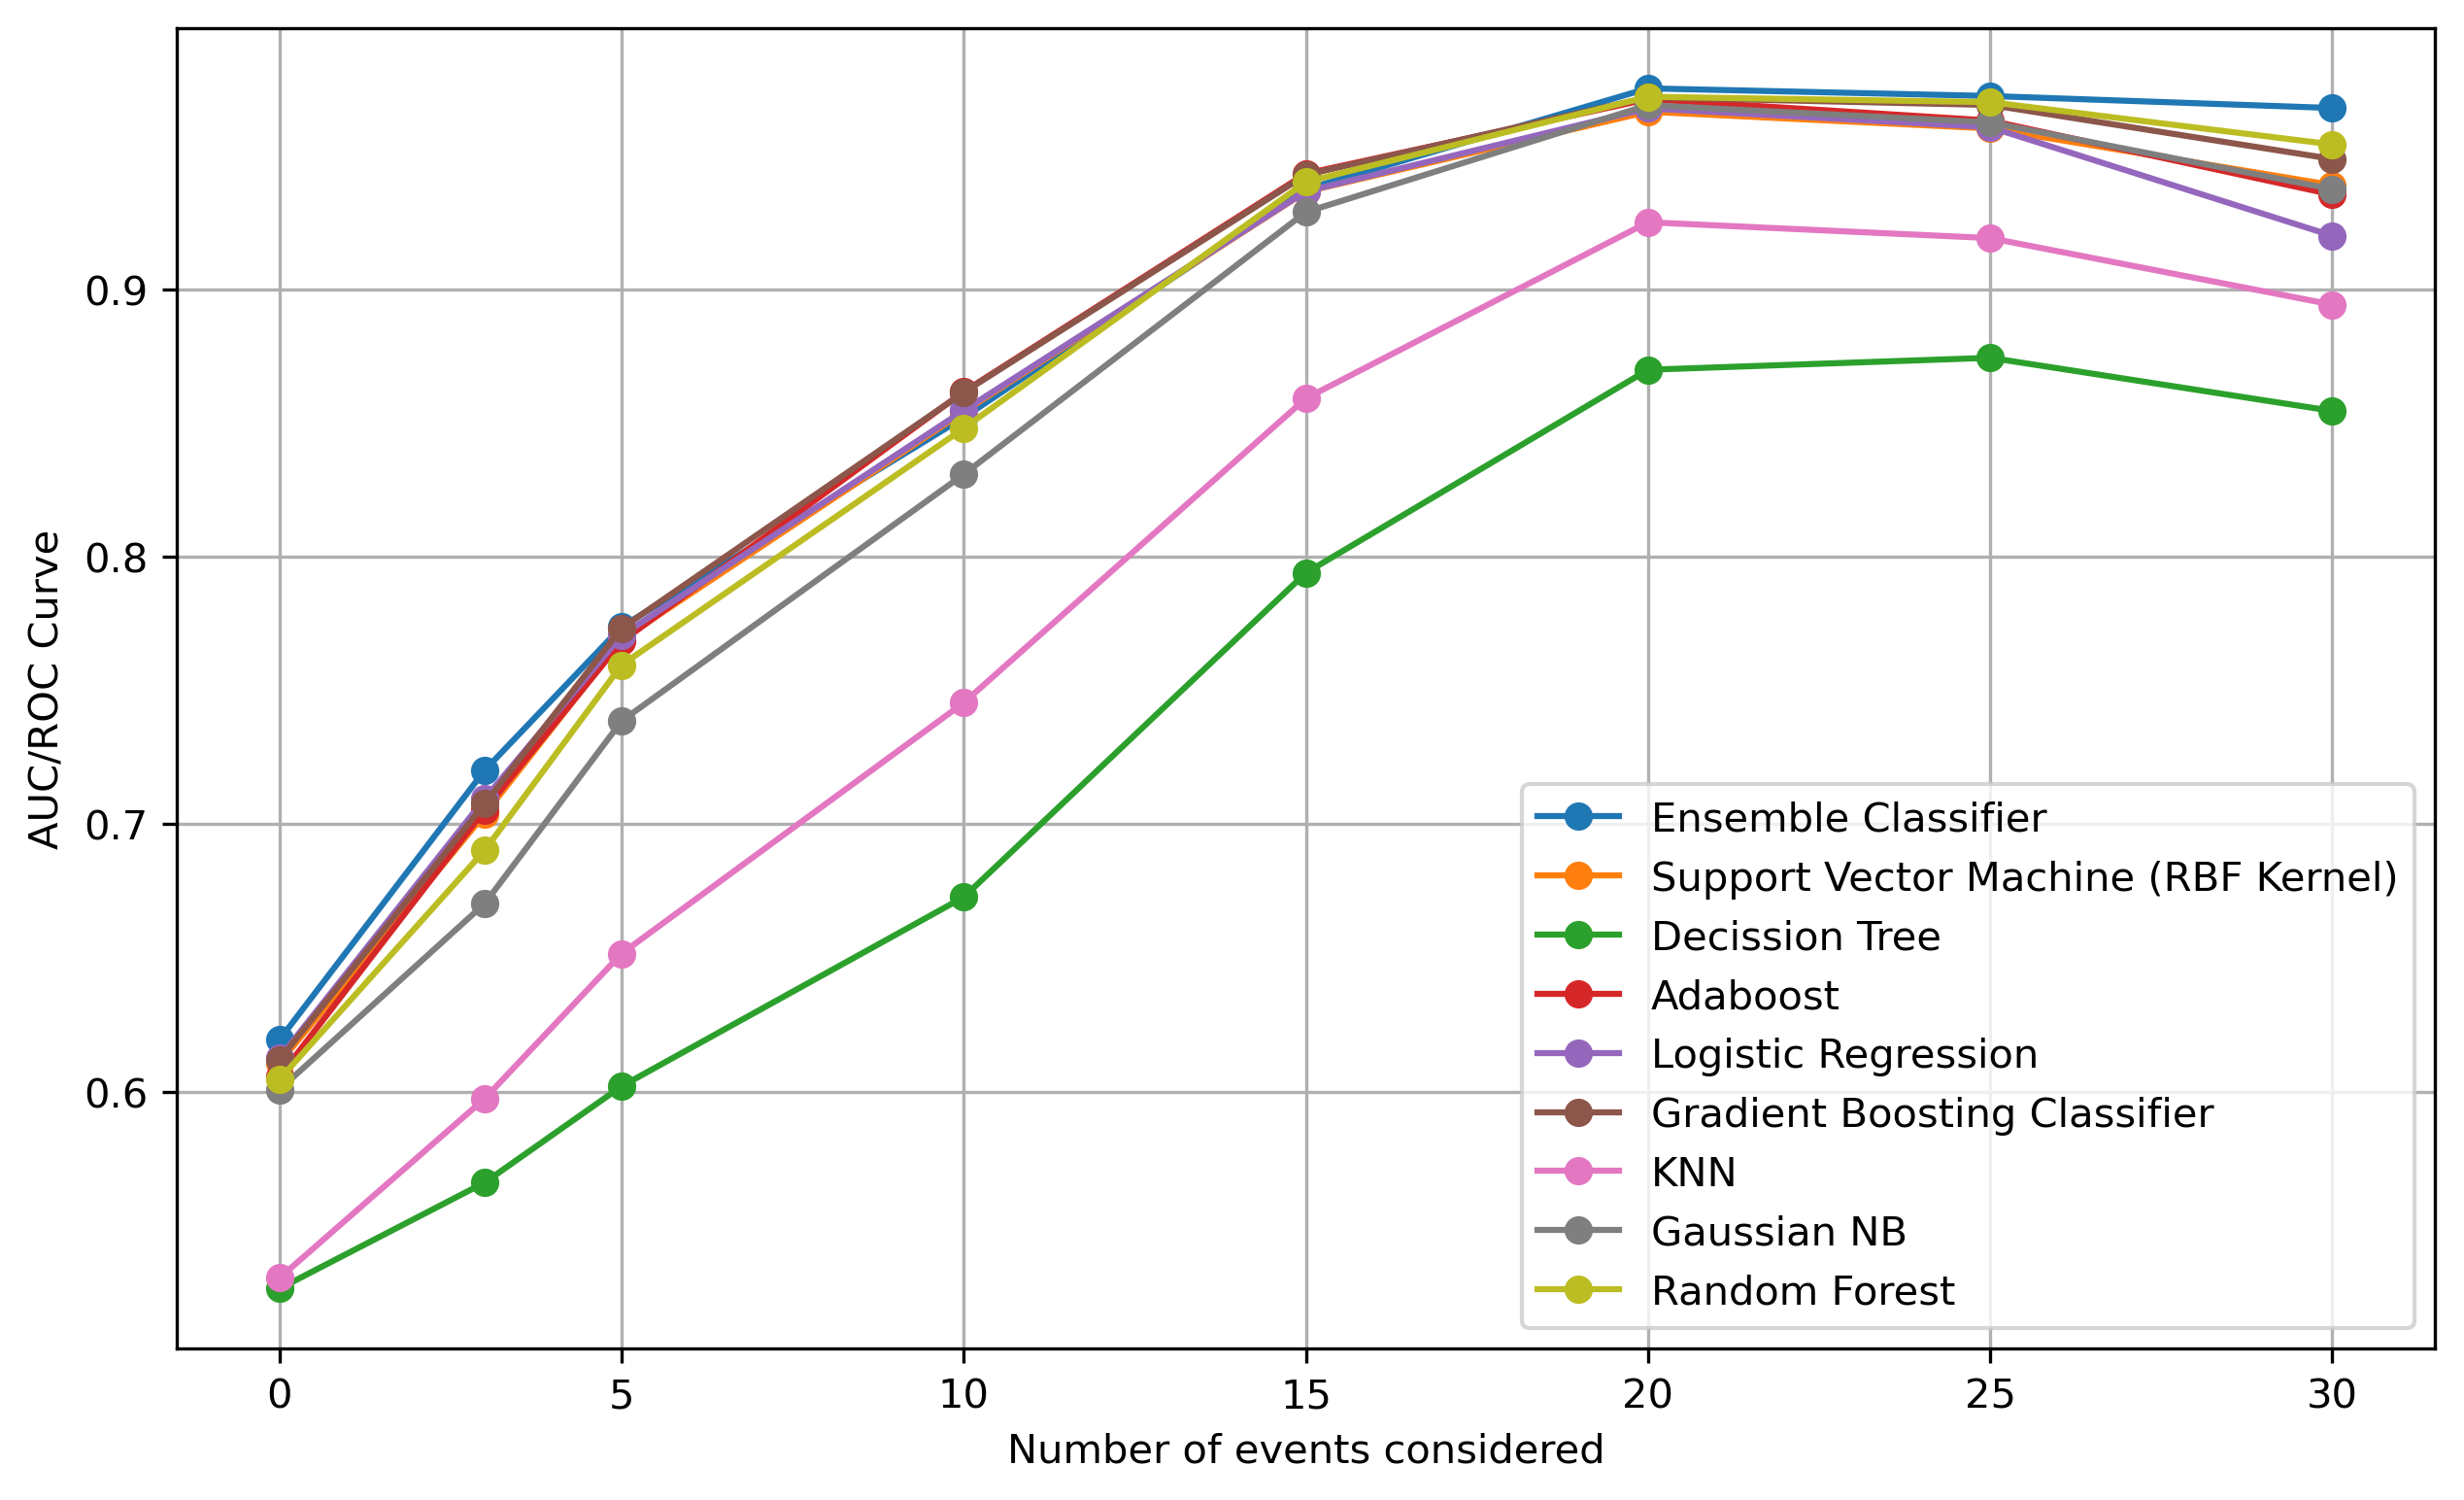 0.9
0.8
0.7
0.6
AUC/ROC Curve
0 5 10 15 20 25 30
Number of events considered
Ensemble Classifier
Support Vector Machine (RBF Kernel)
Decission Tree
Adaboost
Logistic Regression
Gradient Boosting Classifier
KNN
Gaussian NB
Random Forest